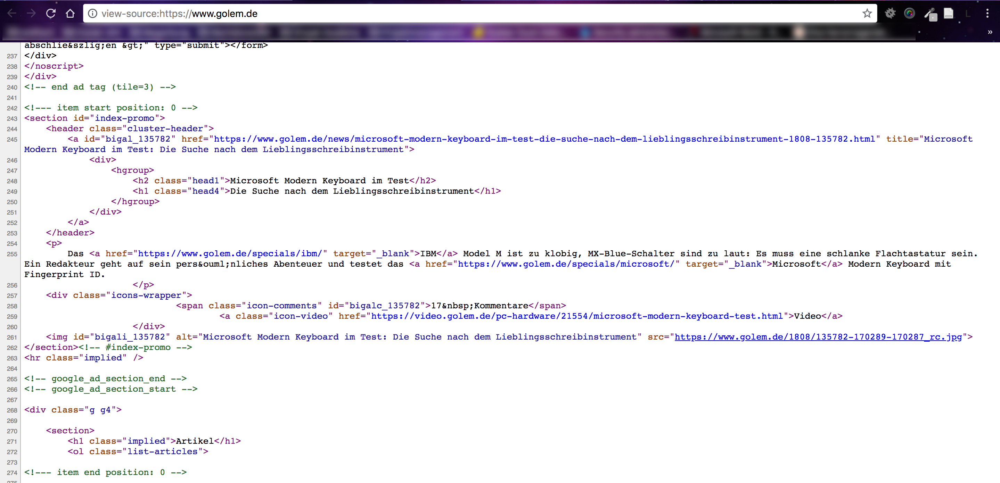 view-source:https://www.golem.de
»
abschlie&szlig;en &gt;" type="submit"></form>
237 </div>
238 </noscript>
239 </div>
240 <!-- end ad tag (tile=3) -->
241
242 <!--- item start position: 0 -->
243 <section id="index-promo">
244 <header class="cluster-header">
245 <a id="bigal_135782" href="https://www.golem.de/news/microsoft-modern-keyboard-im-test-die-suche-nach-dem-lieblingsschreibinstrument-1808-135782.html" title="Microsoft
Modern Keyboard im Test: Die Suche nach dem Lieblingsschreibinstrument">
246 <div>
247 <hgroup>
248 <h2 class="head1">Microsoft Modern Keyboard im Test</h2>
249 <h1 class="head4">Die Suche nach dem Lieblingsschreibinstrument</h1>
250 </hgroup>
251 </div>
252 </a>
253 </header>
254 <p>
255 Das <a href="https://www.golem.de/specials/ibm/" target="_blank">IBM</a> Model M ist zu klobig, MX-Blue-Schalter sind zu laut: Es muss eine schlanke Flachtastatur sein.
Ein Redakteur geht auf sein pers&ouml;nliches Abenteuer und testet das <a href="https://www.golem.de/specials/microsoft/" target="_blank">Microsoft</a> Modern Keyboard mit
Fingerprint ID.
256 </p>
257 <div class="icons-wrapper">
258 <span class="icon-comments" id="bigalc_135782">17&nbsp;Kommentare</span>
259 <a class="icon-video" href="https://video.golem.de/pc-hardware/21554/microsoft-modern-keyboard-test.html">Video</a>
260 </div>
261 <img id="bigali_135782" alt="Microsoft Modern Keyboard im Test: Die Suche nach dem Lieblingsschreibinstrument" src="https://www.golem.de/1808/135782-170289-170287_rc.jpg">
262 </section><!-- #index-promo -->
263 <hr class="implied" />
264
265 <!-- google_ad_section_end -->
266 <!-- google_ad_section_start -->
267
268 <div class="g g4">
269
270 <section>
271 <h1 class="implied">Artikel</h1>
272 <ol class="list-articles">
273
274 <!--- item end position: 0 -->
275